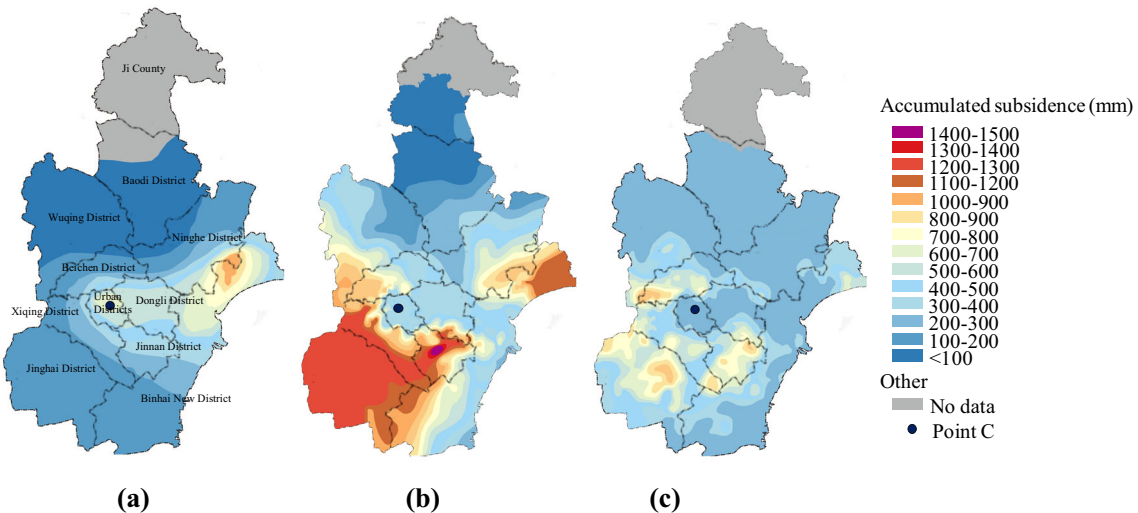 Ji County
Baodi District
Wuqing District
Ninghe District
Beichen District
Urban
Districts
Dongli District
Xiqing District
Jinnan District
Jinghai District
Binhai New District
(a)
(b)
(c)
Accumulated subsidence (mm)
1400-1500
1300-1400
1200-1300
1100-1200
1000-900
800-900
700-800
600-700
500-600
400-500
300-400
200-300
100-200
<100
Other
No data
Point C